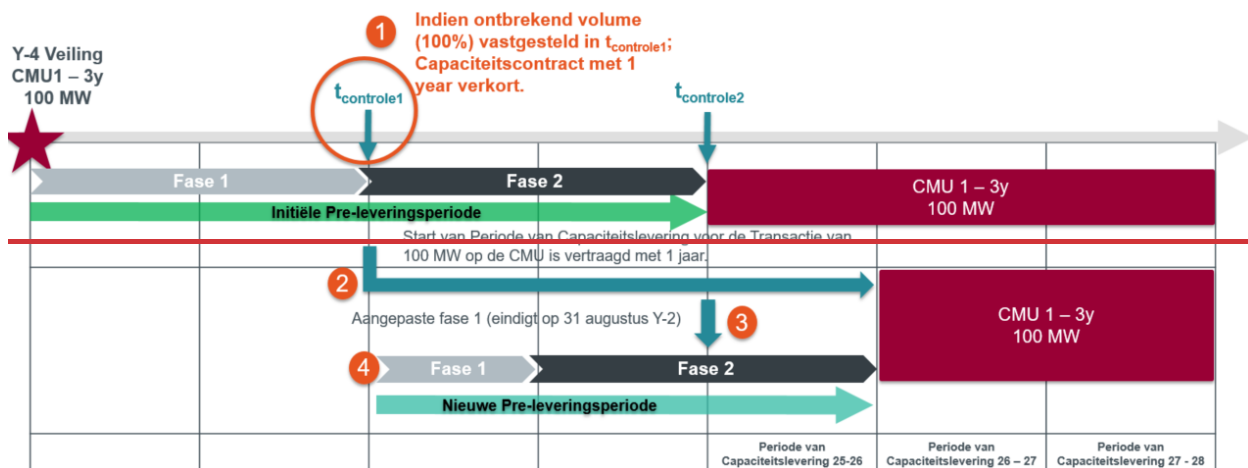 1
Indien ontbrekend volume
(100%) vastgesteld in tcontrole1;
Capaciteitscontract met 1
year verkort.
Y-4 Veiling
CMU1 – 3y
100 MW
tcontrole1
tcontrole2
Fase 1
Fase 2
CMU 1 – 3y
100 MW
Initiële Pre-leveringsperiode
Start van Periode van Capaciteitslevering voor de Transactie van
100 MW op de CMU is vertraagd met 1 jaar.
2
CMU 1 – 3y
100 MW
Aangepaste fase 1 (eindigt op 31 augustus Y-2)
3
4
Fase 1
Fase 2
Nieuwe Pre-leveringsperiode
Periode van
Capaciteitslevering 25-26
Periode van
Capaciteitslevering 26 – 27
Periode van
Capaciteitslevering 27 - 28